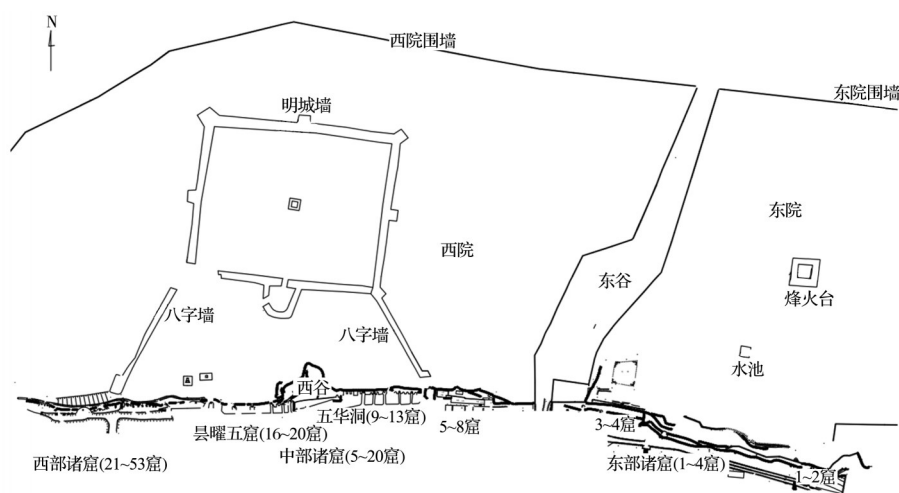 N
西院围墙
东院围墙
明城墙
东院
西院
东谷
烽火台
八字墙
八字墙
水池
西谷
五华洞(9~13窟)
3~4窟
昙曜五窟(16~20窟)
5~8窟
西部诸窟(21~53窟)
中部诸窟(5~20窟)
东部诸窟(1~4窟)
1~2窟